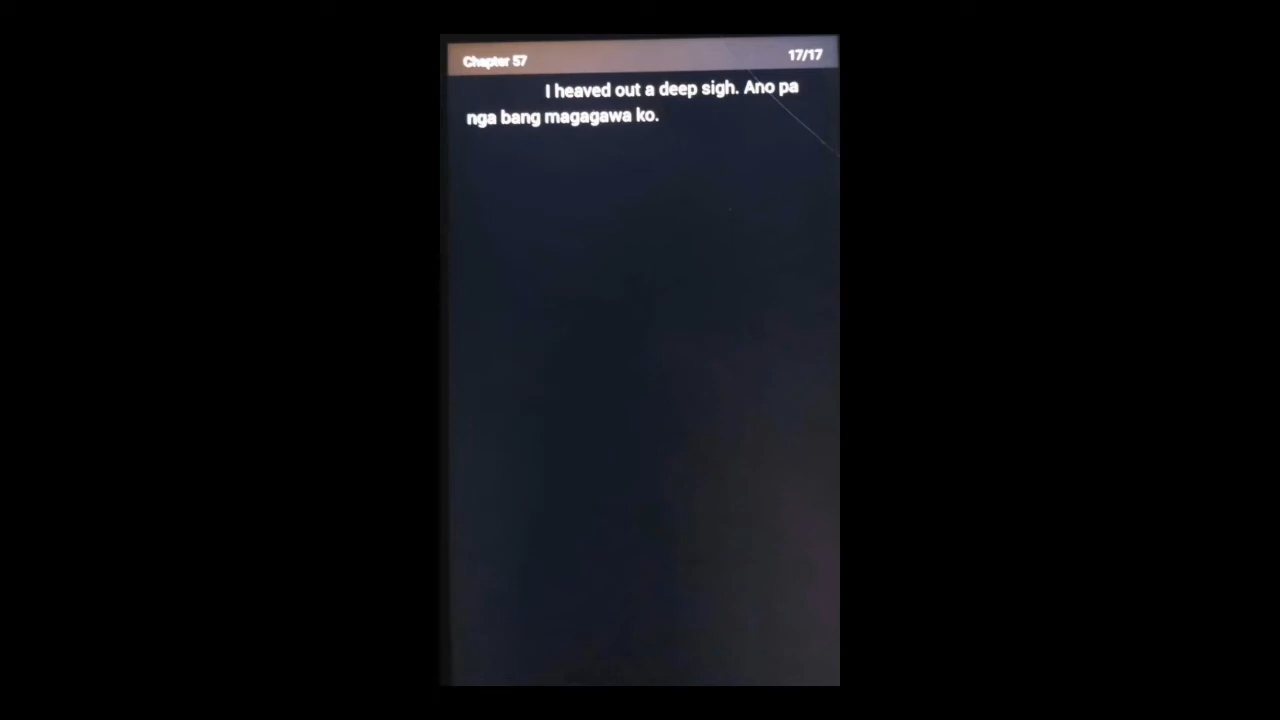 Chapter 57 17/17
I heaved out a deep sigh. Ano pa
nga bang magagawa ko.